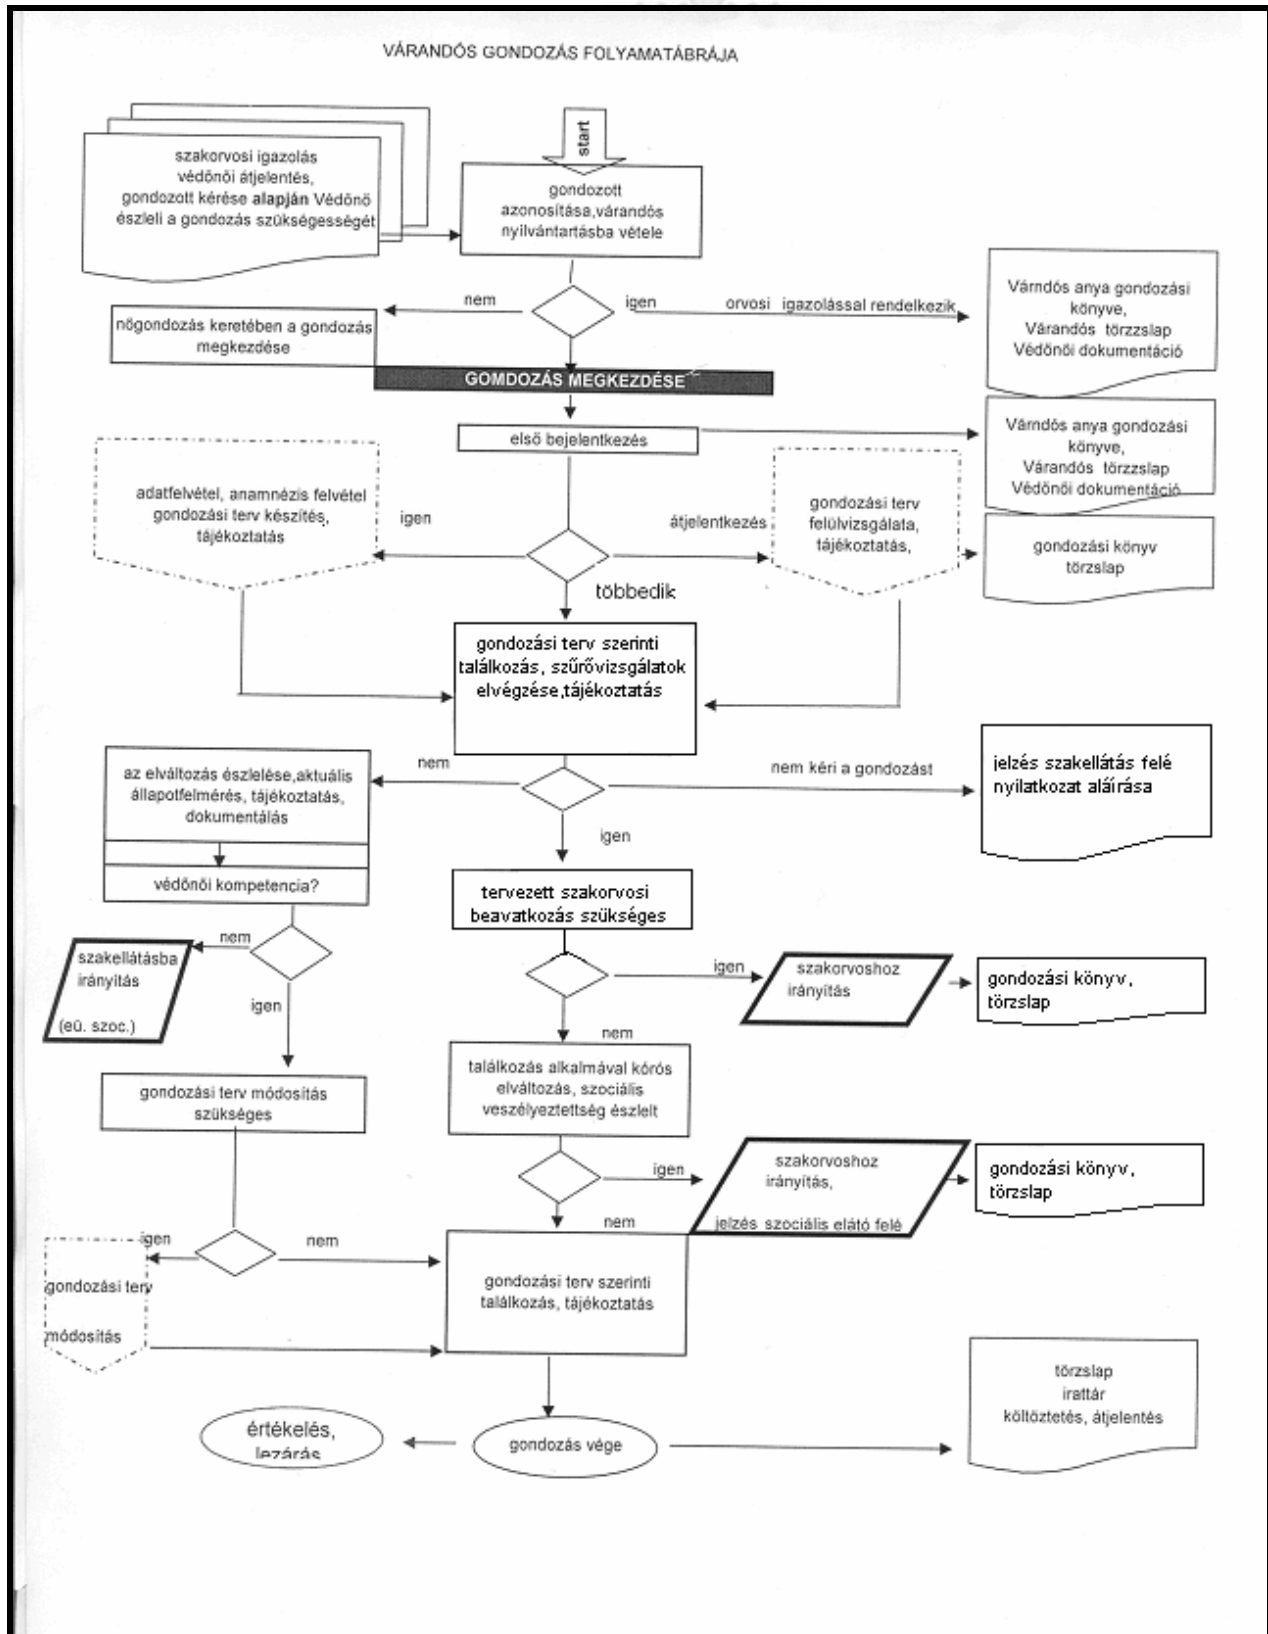 VÁRANDÓS GONDOZÁS FOLYAMATÁBRÁJA
start
szakorvosi igazolás
védőnői átjelentés,
gondozott kérése alapján Védőnő
észleli a gondozás szükségességét
gondozott
azonosítása,várandós
nyilvántartásba vétele
nem
igen
orvosi igazolással rendelkezik
Várndós anya gondozási
könyve,
Várandós törzzslap
Védőnői dokumentáció
nőgondozás keretében a gondozás
megkezdése
GOMDOZÁS MEGKEZDÉSE
első bejelentkezés
Várndós anya gondozási
könyve,
Várandós törzzslap
Védőnői dokumentáció
adatfelvétel, anamnézis felvétel
gondozási terv készítés,
tájékoztatás
igen
átjelentkezés
gondozási terv
felülvizsgálata,
tájékoztatás,
gondozási könyv
törzslap
többedik
gondozási terv szerinti
találkozás, szűrővizsgálatok
elvégzése,tájékoztatás
nem
nem kéri a gondozást
jelzés szakellátás felé
nyilatkozat aláírása
az elváltozás észlelése,aktuális
állapotfelmérés, tájékoztatás,
dokumentálás
igen
védőnői kompetencia?
tervezett szakorvosi
beavatkozás szükséges
nem
szakellátásba
irányítás
(eü. szoc.)
igen
igen
szakorvoshoz
irányítás
gondozási könyv,
törzslap
nem
gondozási terv módosítás
szükséges
találkozás alkalmával kórós
elváltozás, szociális
veszélyeztettség észlelt
igen
szakorvoshoz
irányítás,
jelzés szociális elátó felé
gondozási könyv,
törzslap
nem
igen
nem
gondozási terv
módosítás
gondozási terv szerinti
találkozás, tájékoztatás
törzslap
irattár
költöztetés, átjelentés
értékelés,
lezárás
gondozás vége